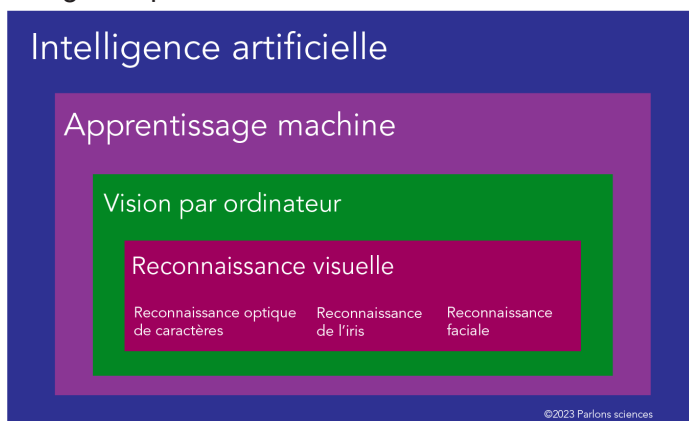 Intelligence artificielle
Apprentissage machine
Vision par ordinateur
Reconnaissance visuelle
Reconnaissance optique
de caractères
Reconnaissance
de l'iris
Reconnaissance
faciale
©2023 Parlons sciences